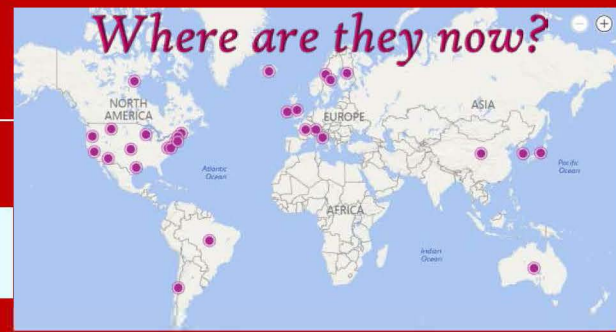 Where are they now?
NORTH
AMERICA
EUROPE
ASIA
Atlantic
Ocean
Pacific
Ocean
AFRICA
Indian
Ocean